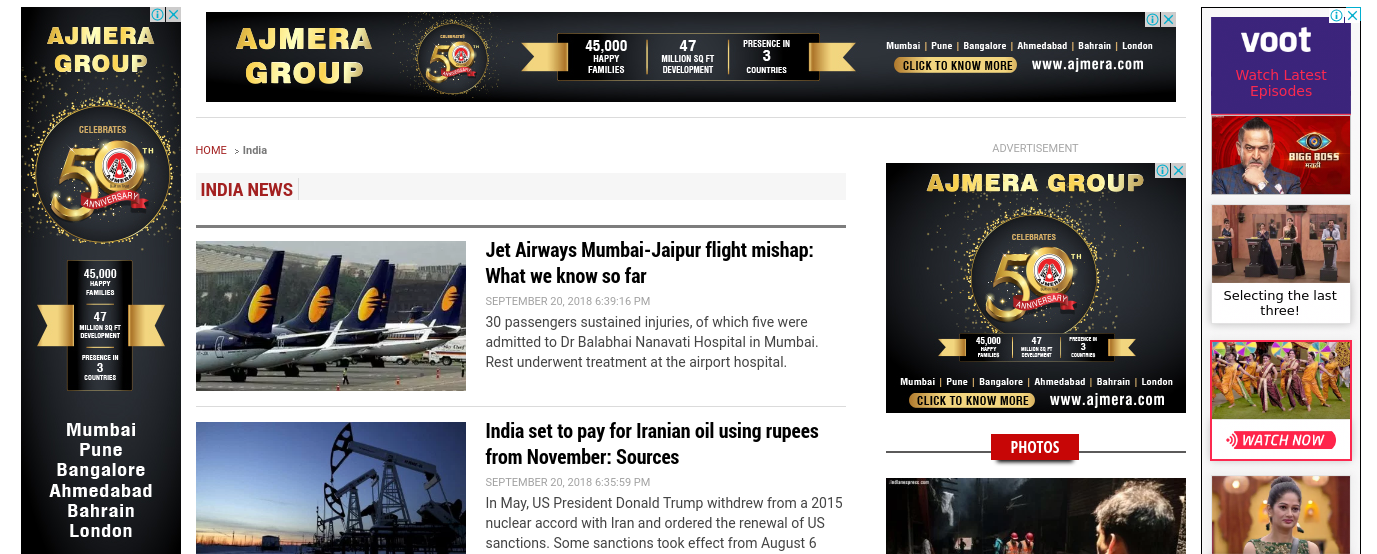 AJMERA
GROUP
CELEBRATES
50TH
AJMERA
ANNIVERSARY
45,000
HAPPY
FAMILIES
47
MILLION SQ FT
DEVELOPMENT
PRESENCE IN
3
COUNTRIES
Mumbai
Pune
Bangalore
Ahmedabad
Bahrain
London
AJMERA
GROUP
CELEBRATES
50TH
ANNIVERSARY
45,000
HAPPY
FAMILIES
47
MILLION SQ FT
DEVELOPMENT
PRESENCE IN
3
COUNTRIES
Mumbai | Pune | Bangalore | Ahmedabad | Bahrain | London
CLICK TO KNOW MORE www.ajmera.com
HOME > India
INDIA NEWS
Jet Airways Mumbai-Jaipur flight mishap:
What we know so far
SEPTEMBER 20, 2018 6:39:16 PM
30 passengers sustained injuries, of which five were
admitted to Dr Balabhai Nanavati Hospital in Mumbai.
Rest underwent treatment at the airport hospital.
India set to pay for Iranian oil using rupees
from November: Sources
SEPTEMBER 20, 2018 6:35:59 PM
In May, US President Donald Trump withdrew from a 2015
nuclear accord with Iran and ordered the renewal of US
sanctions. Some sanctions took effect from August 6
ADVERTISEMENT
AJMERA GROUP
CELEBRATES
50TH
AJMERA
ANNIVERSARY
45,000
HAPPY
FAMILIES
47
MILLION SQ FT
DEVELOPMENT
PRESENCE IN
3
COUNTRIES
Mumbai | Pune | Bangalore | Ahmedabad | Bahrain | London
CLICK TO KNOW MORE www.ajmera.com
PHOTOS
indianexpress.com
voot
Watch Latest
Episodes
BIGG BOSS
मराठी
Selecting the last
three!
WATCH NOW